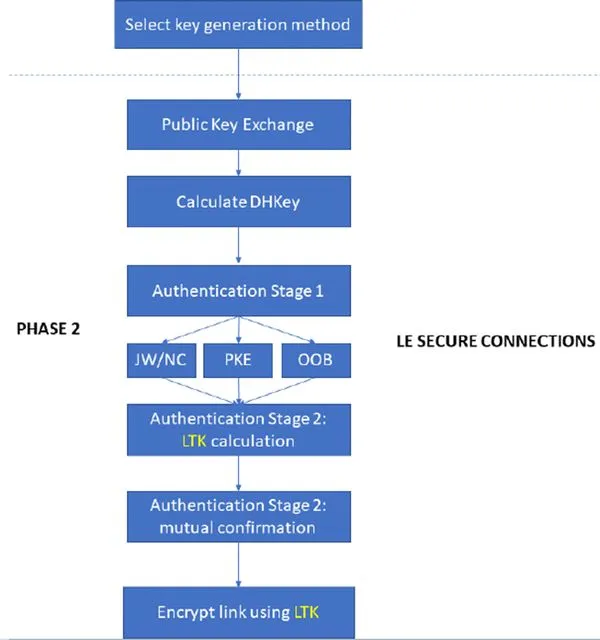 Select key generation method
Public Key Exchange
Calculate DHKey
Authentication Stage 1
PHASE 2
LE SECURE CONNECTIONS
JW/NC
PKE
OOB
Authentication Stage 2:
LTK calculation
Authentication Stage 2:
mutual confirmation
Encrypt link using LTK